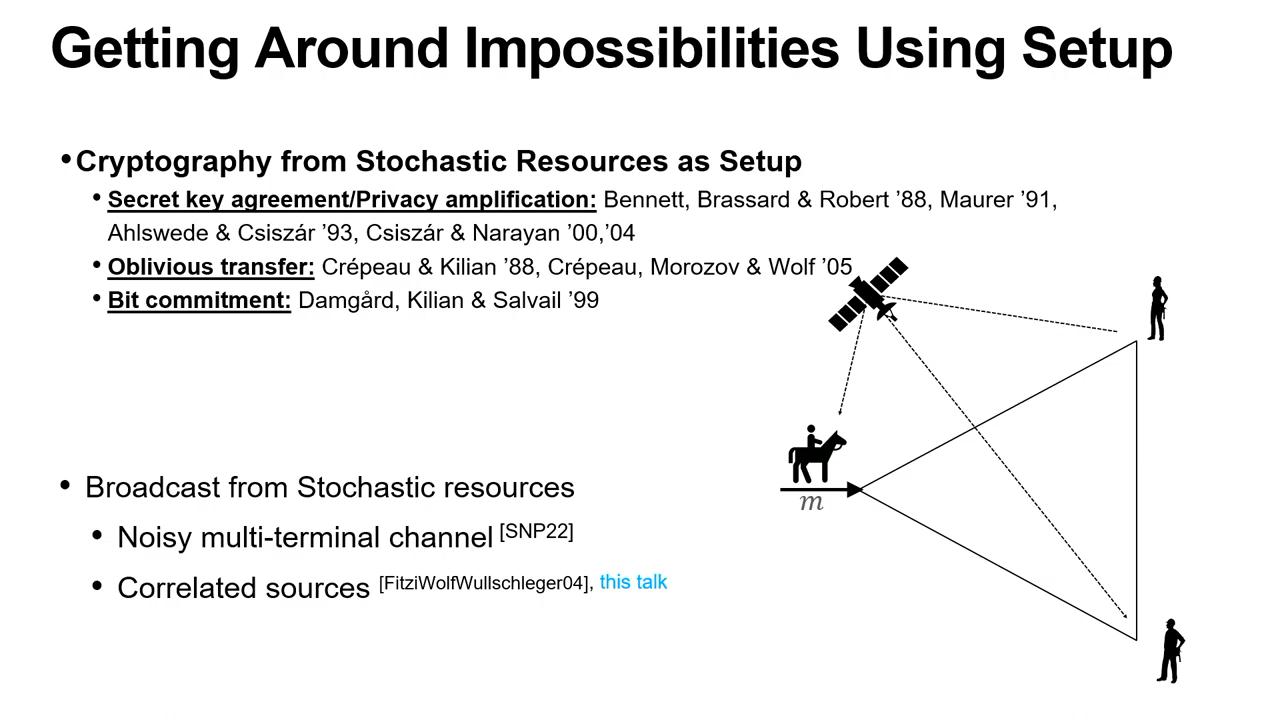 Getting Around Impossibilities Using Setup
•Cryptography from Stochastic Resources as Setup
• Secret key agreement/Privacy amplification: Bennett, Brassard & Robert ’88, Maurer ’91,
Ahlswede & Csiszár ’93, Csiszár & Narayan ’00,’04
• Oblivious transfer: Crépeau & Kilian ’88, Crépeau, Morozov & Wolf ’05
• Bit commitment: Damgård, Kilian & Salvail ’99
• Broadcast from Stochastic resources
m
• Noisy multi-terminal channel [SNP22]
• Correlated sources [FitziWolfWullschleger04], this talk